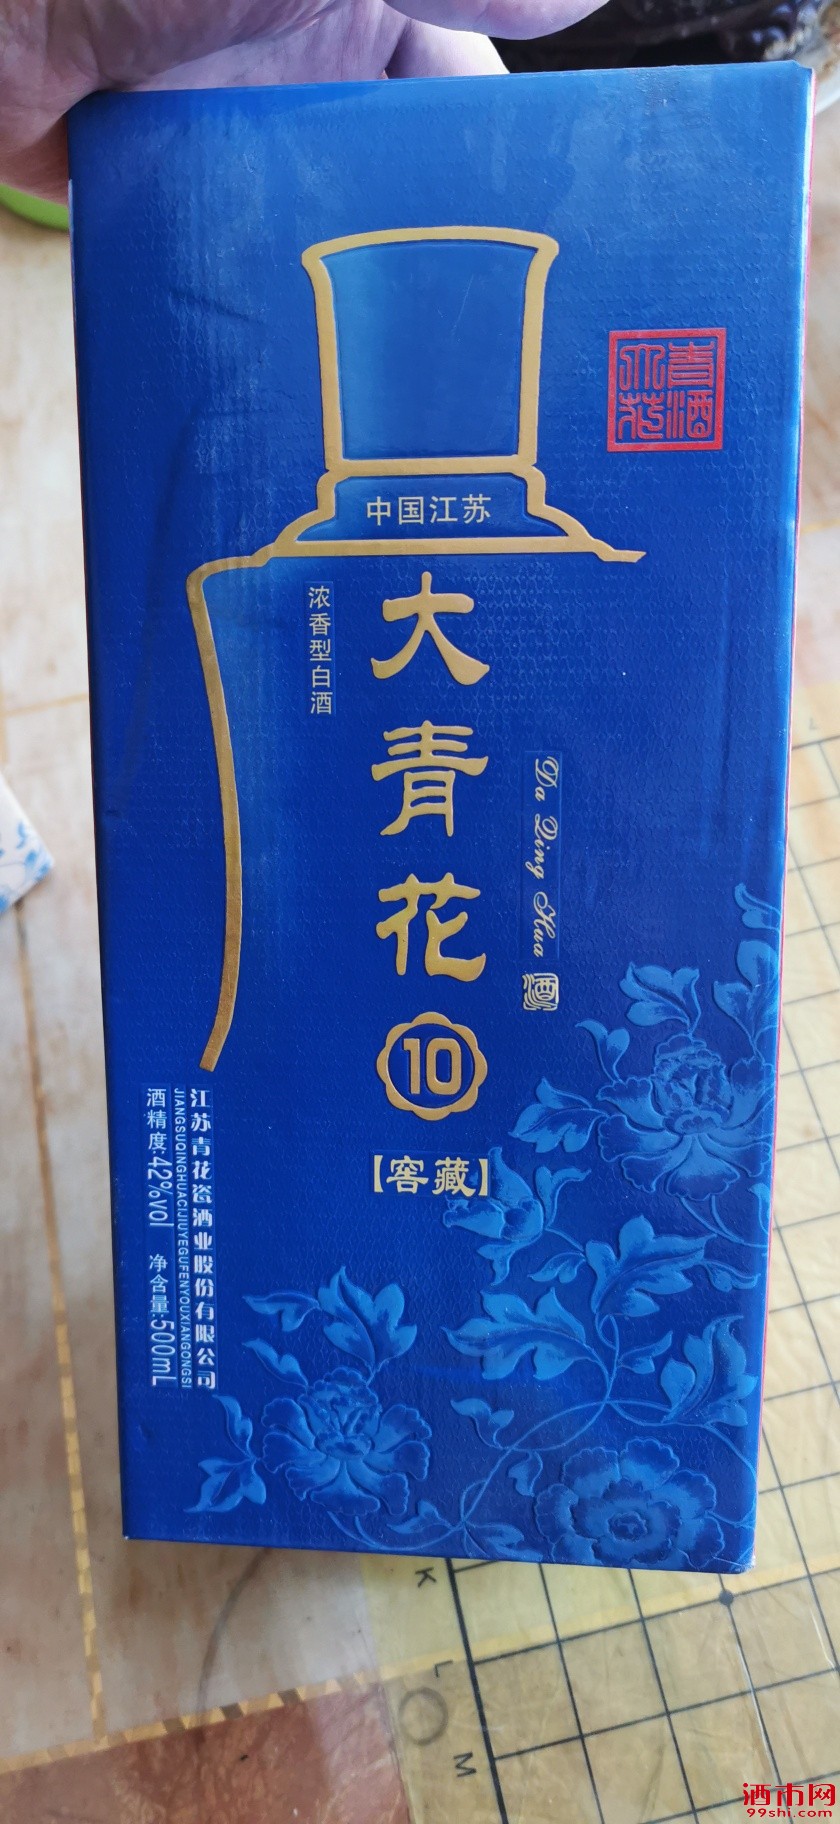 大青
花酒
中国江苏
浓香型白酒
大青花
10
【窖藏】
Da Qing Hua
酒
江苏青花瓷酒业股份有限公司
JIANGSUQINGHUACIJIUYEGUFENYOUXIANGONGSI
酒精度:42%vol 净含量:500mL
K
L
M
酒市网
99shi.com